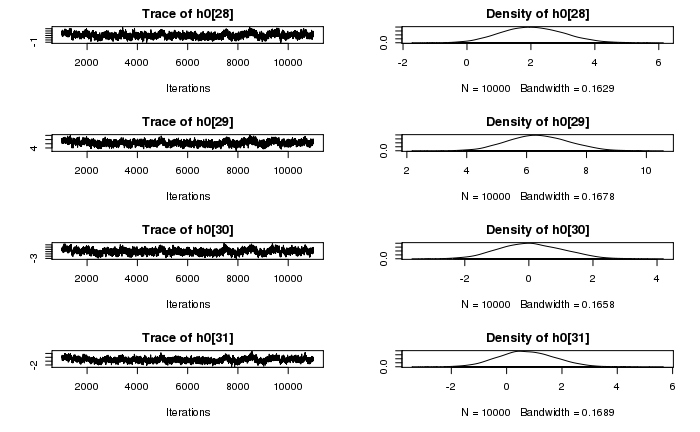 Trace of h0[28]
Density of h0[28]
-1
0.0
2000 4000 6000 8000 10000
-2 0 2 4 6
Iterations
N = 10000 Bandwidth = 0.1629
Trace of h0[29]
Density of h0[29]
4
0.0
2000 4000 6000 8000 10000
2 4 6 8 10
Iterations
N = 10000 Bandwidth = 0.1678
Trace of h0[30]
Density of h0[30]
-3
0.0
2000 4000 6000 8000 10000
-2 0 2 4
Iterations
N = 10000 Bandwidth = 0.1658
Trace of h0[31]
Density of h0[31]
-2
0.0
2000 4000 6000 8000 10000
-2 0 2 4 6
Iterations
N = 10000 Bandwidth = 0.1689